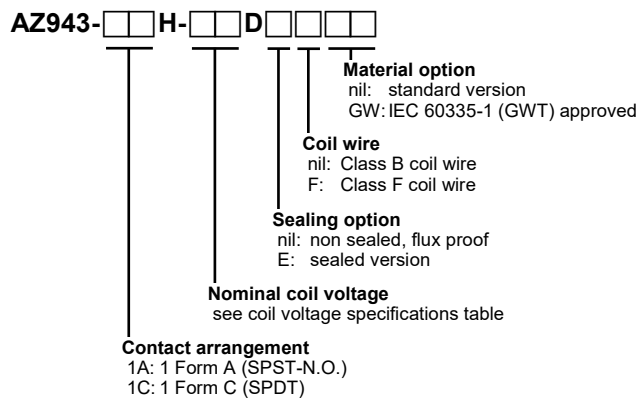 AZ943-□□H-□□D□□□□
Material option
nil: standard version
GW: IEC 60335-1 (GWT) approved
Coil wire
nil: Class B coil wire
F: Class F coil wire
Sealing option
nil: non sealed, flux proof
E: sealed version
Nominal coil voltage
see coil voltage specifications table
Contact arrangement
1A: 1 Form A (SPST-N.O.)
1C: 1 Form C (SPDT)